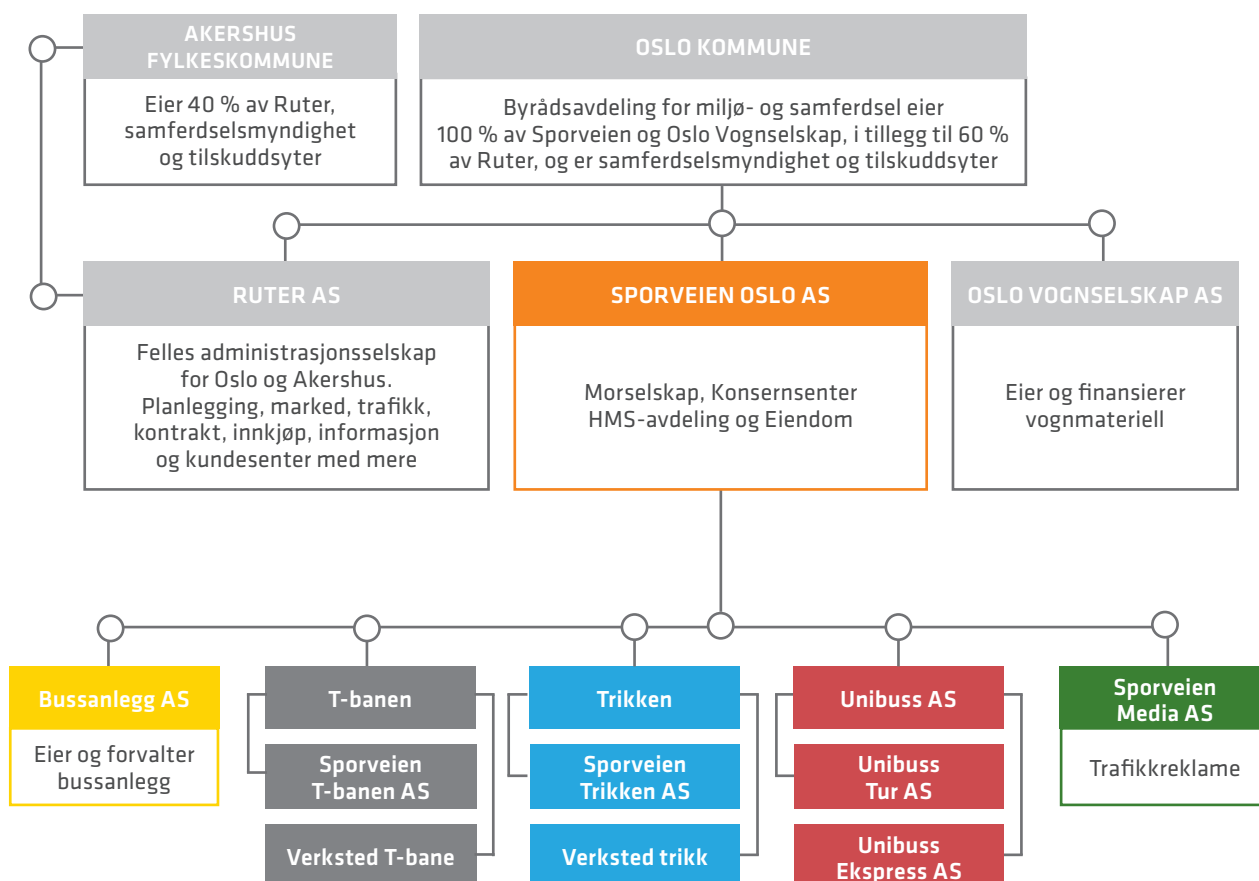 AKERSHUS
FYLKESKOMMUNE
Eier 40 % av Ruter,
samferdselsmyndighet
og tilskuddsyter
OSLO KOMMUNE
Byrådsavdeling for miljø- og samferdsel eier
100 % av Sporveien og Oslo Vognselskap, i tillegg til 60 %
av Ruter, og er samferdselsmyndighet og tilskuddsyter
RUTER AS
Felles administrasjonsselskap
for Oslo og Akershus.
Planlegging, marked, trafikk,
kontrakt, innkjøp, informasjon
og kundesenter med mere
SPORVEIEN OSLO AS
Morselskap, Konsernsenter
HMS-avdeling og Eiendom
OSLO VOGNSELSKAP AS
Eier og finansierer
vognmateriell
Bussanlegg AS
Eier og forvalter
bussanlegg
T-banen
Sporveien
T-banen AS
Verksted T-bane
Trikken
Sporveien
Trikken AS
Verksted trikk
Unibuss AS
Unibuss
Tur AS
Unibuss
Ekspress AS
Sporveien
Media AS
Trafikkreklame